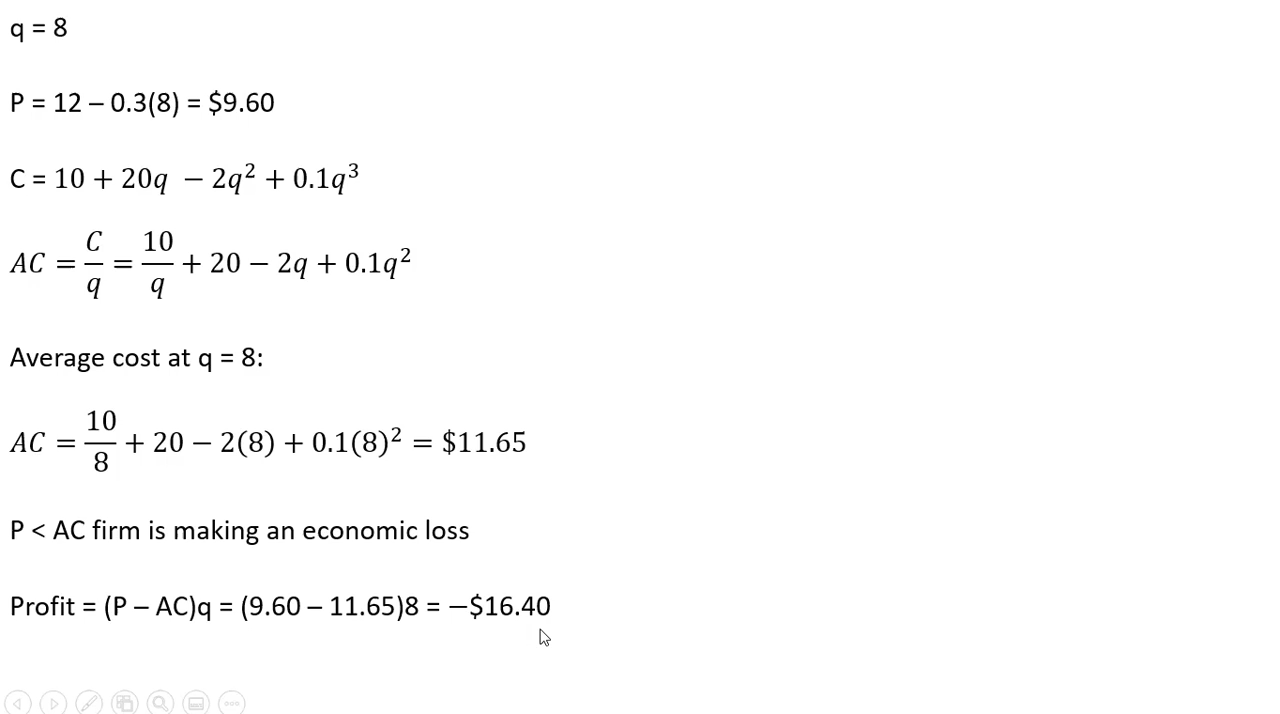 q = 8
P = 12 – 0.3(8) = $9.60
C = 10 + 20q − 2q² + 0.1q³
AC = C/q = 10/q + 20 − 2q + 0.1q²
Average cost at q = 8:
AC = 10/8 + 20 − 2(8) + 0.1(8)² = $11.65
P < AC firm is making an economic loss
Profit = (P – AC)q = (9.60 – 11.65)8 = −$16.40